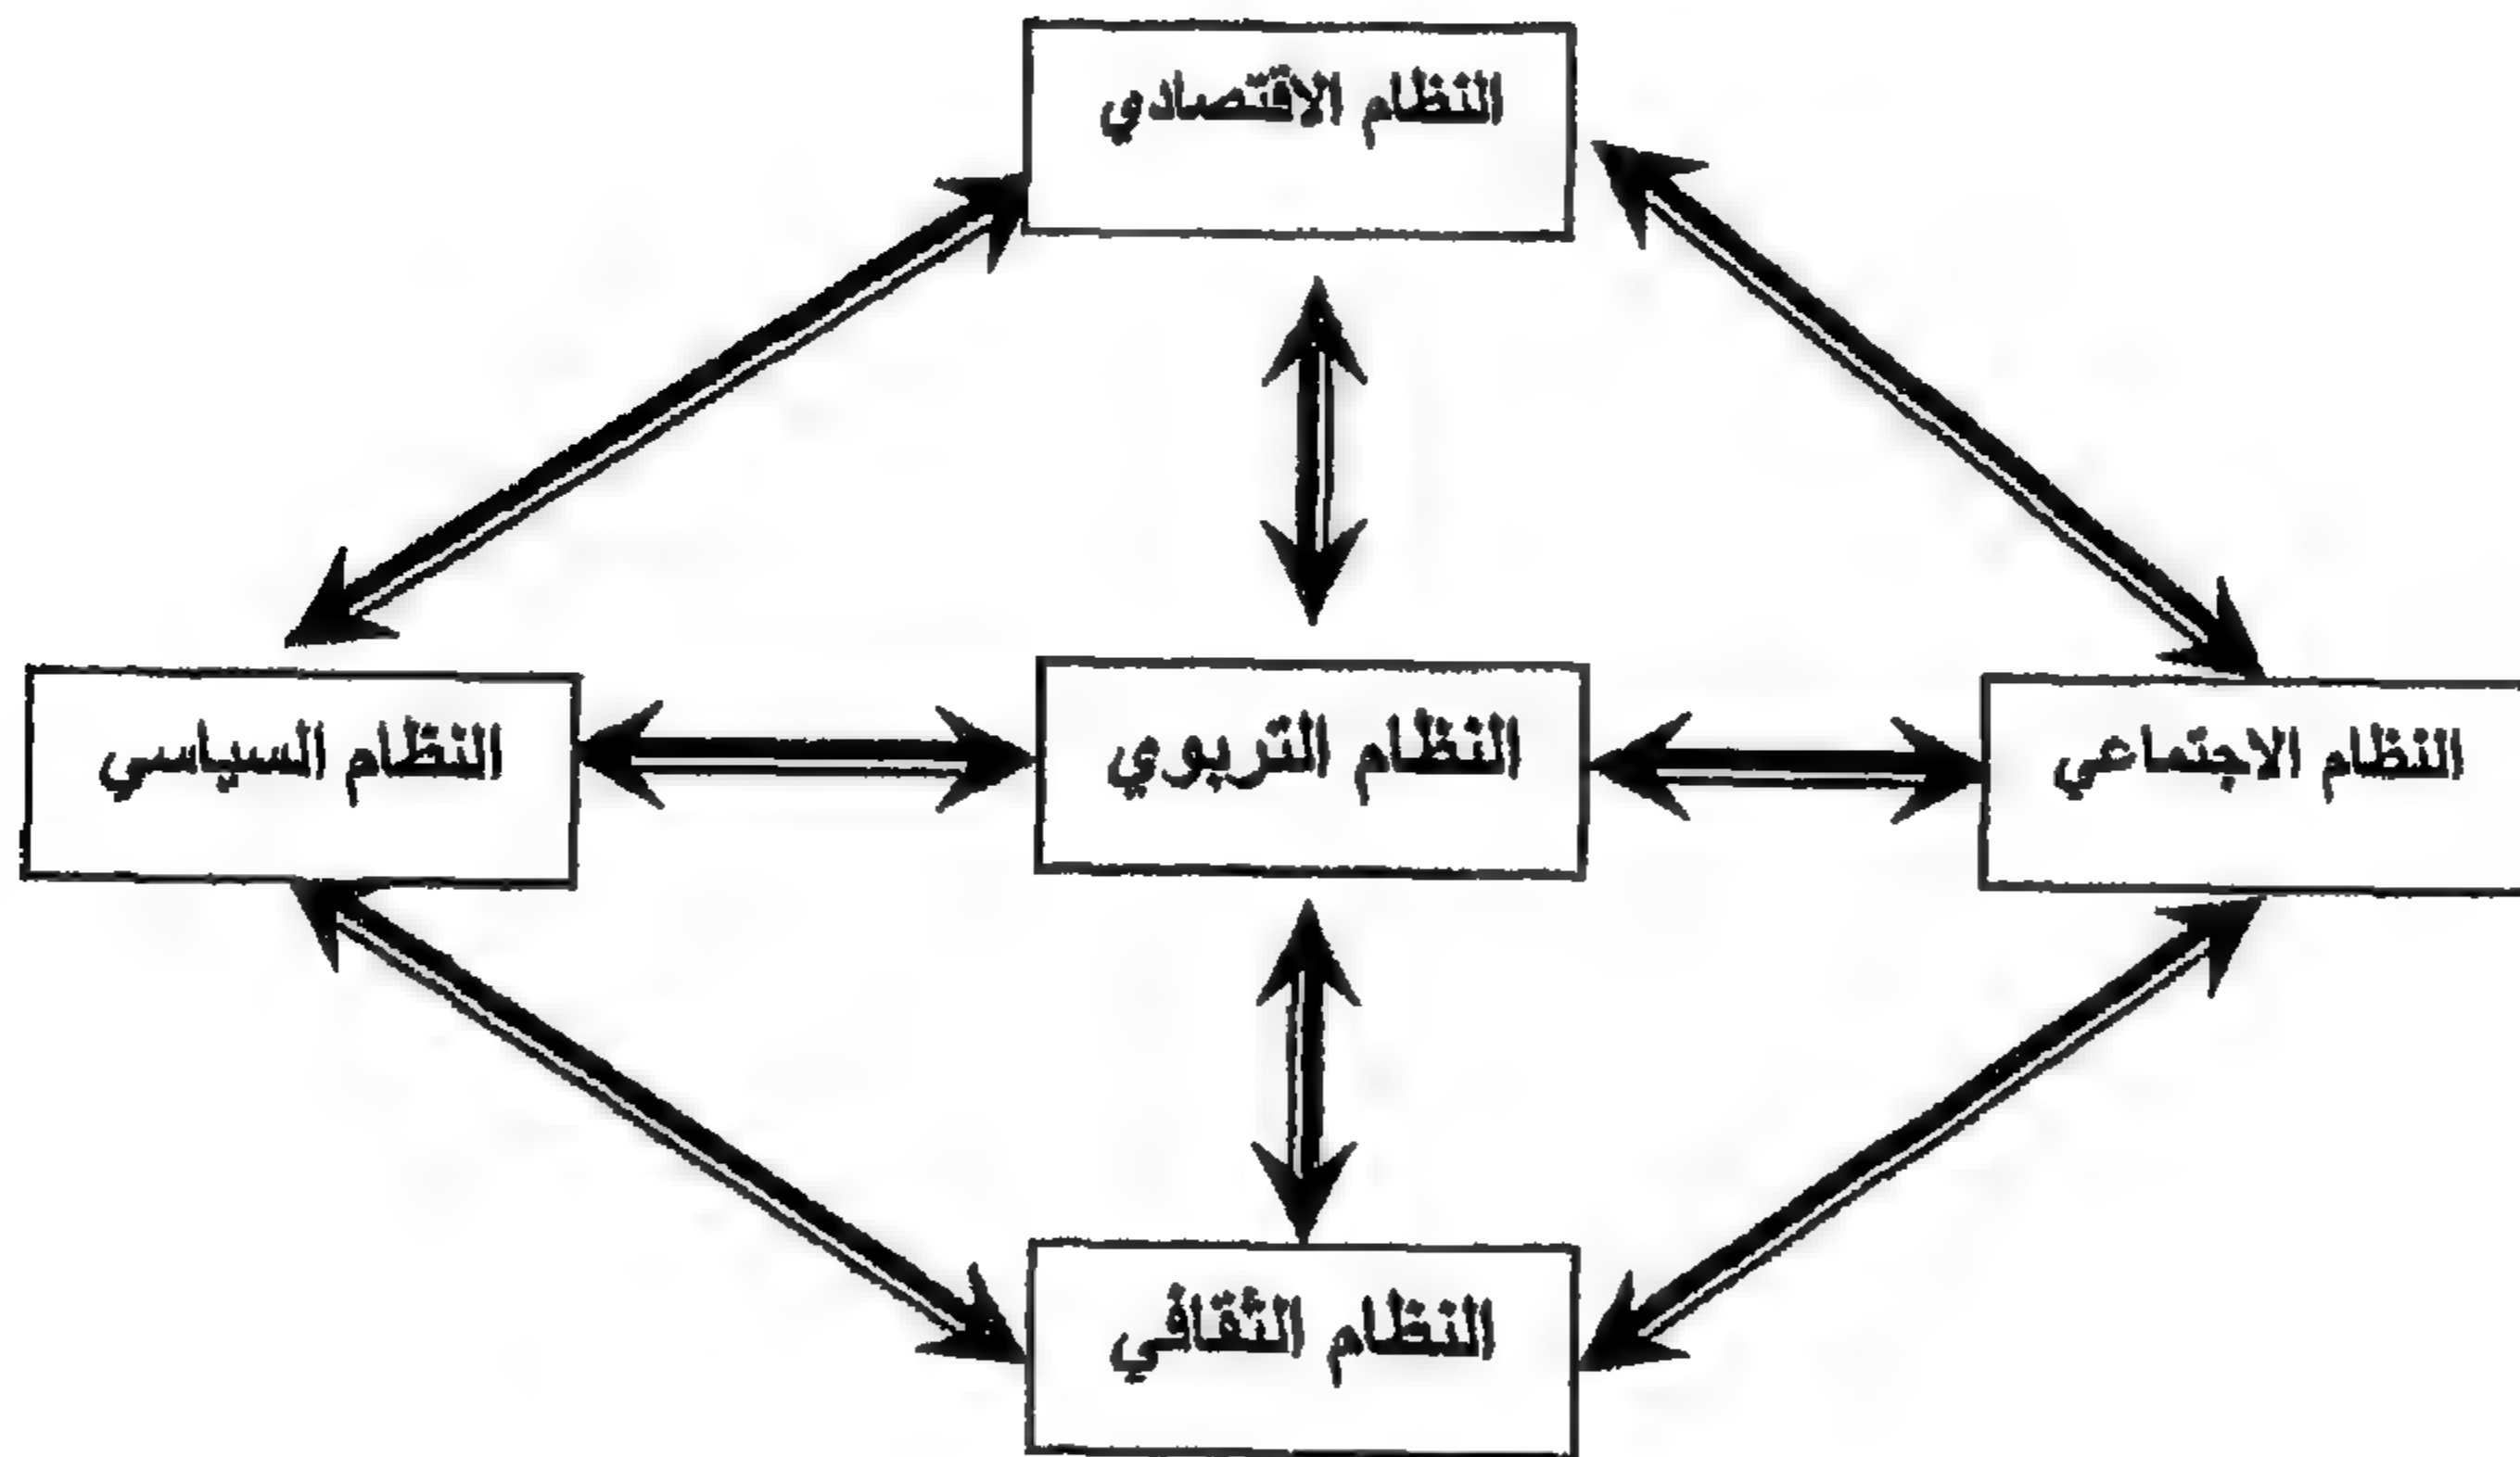 النظام الاقتصادي
النظام الاجتماعي
النظام التربوي
النظام السياسي
النظام الثقافي